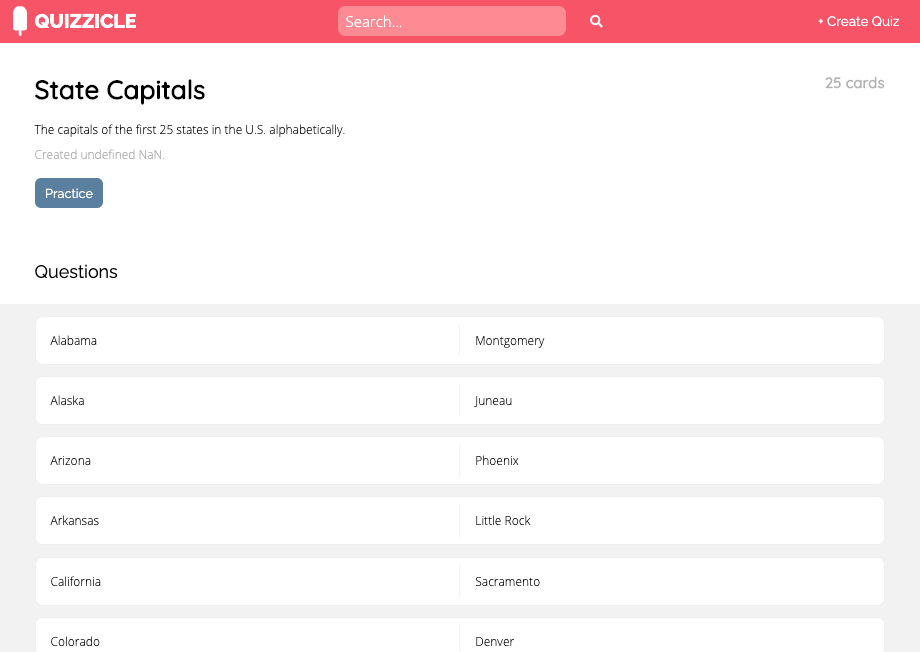 QUIZZICLE
Search...
+ Create Quiz
State Capitals
25 cards
The capitals of the first 25 states in the U.S. alphabetically.
Created undefined NaN.
Practice
Questions
Alabama
Montgomery
Alaska
Juneau
Arizona
Phoenix
Arkansas
Little Rock
California
Sacramento
Colorado
Denver